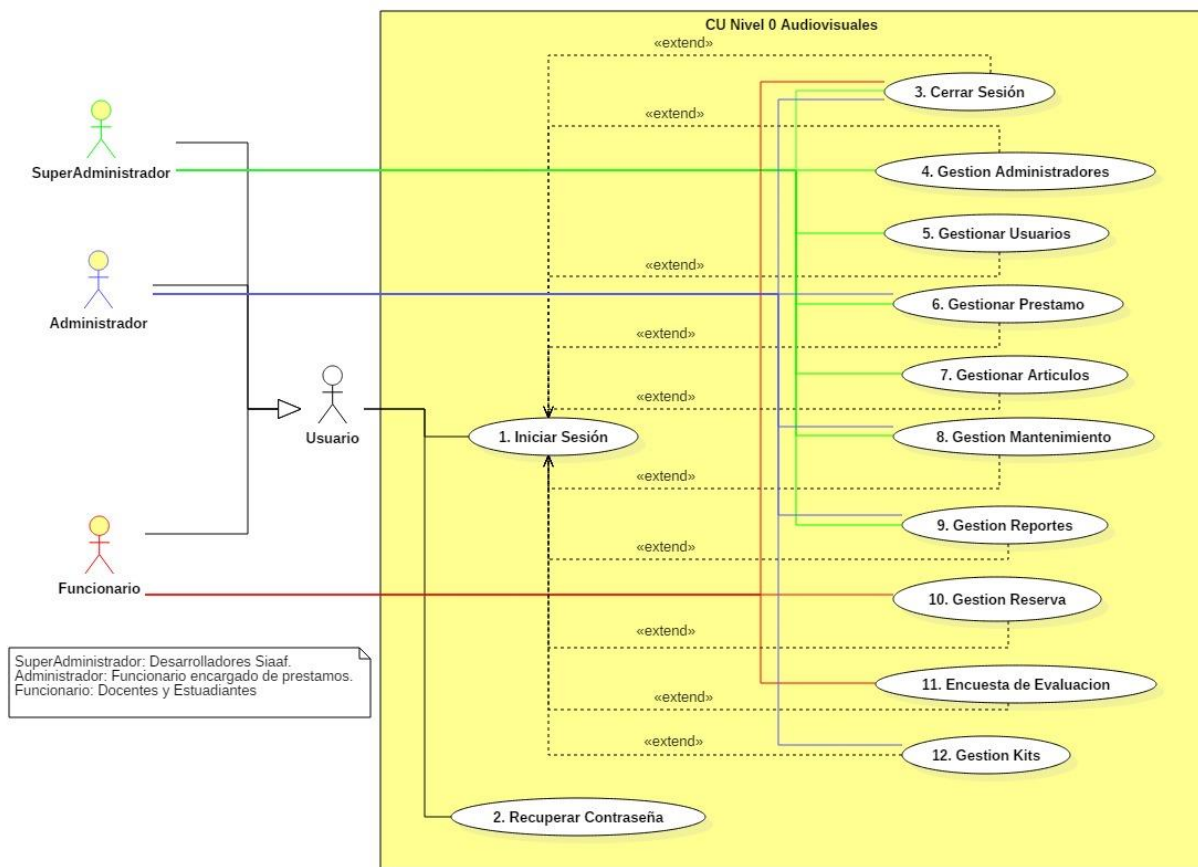 CU Nivel 0 Audiovisuales
«extend»
3. Cerrar Sesión
«extend»
SuperAdministrador
4. Gestion Administradores
5. Gestionar Usuarios
«extend»
Administrador
6. Gestionar Prestamo
«extend»
7. Gestionar Articulos
«extend»
Usuario
1. Iniciar Sesión
8. Gestion Mantenimiento
«extend»
9. Gestion Reportes
«extend»
Funcionario
10. Gestion Reserva
«extend»
SuperAdministrador: Desarrolladores Siaaf.
Administrador: Funcionario encargado de prestamos.
Funcionario: Docentes y Estuadiantes
11. Encuesta de Evaluacion
«extend»
«extend»
12. Gestion Kits
2. Recuperar Contraseña